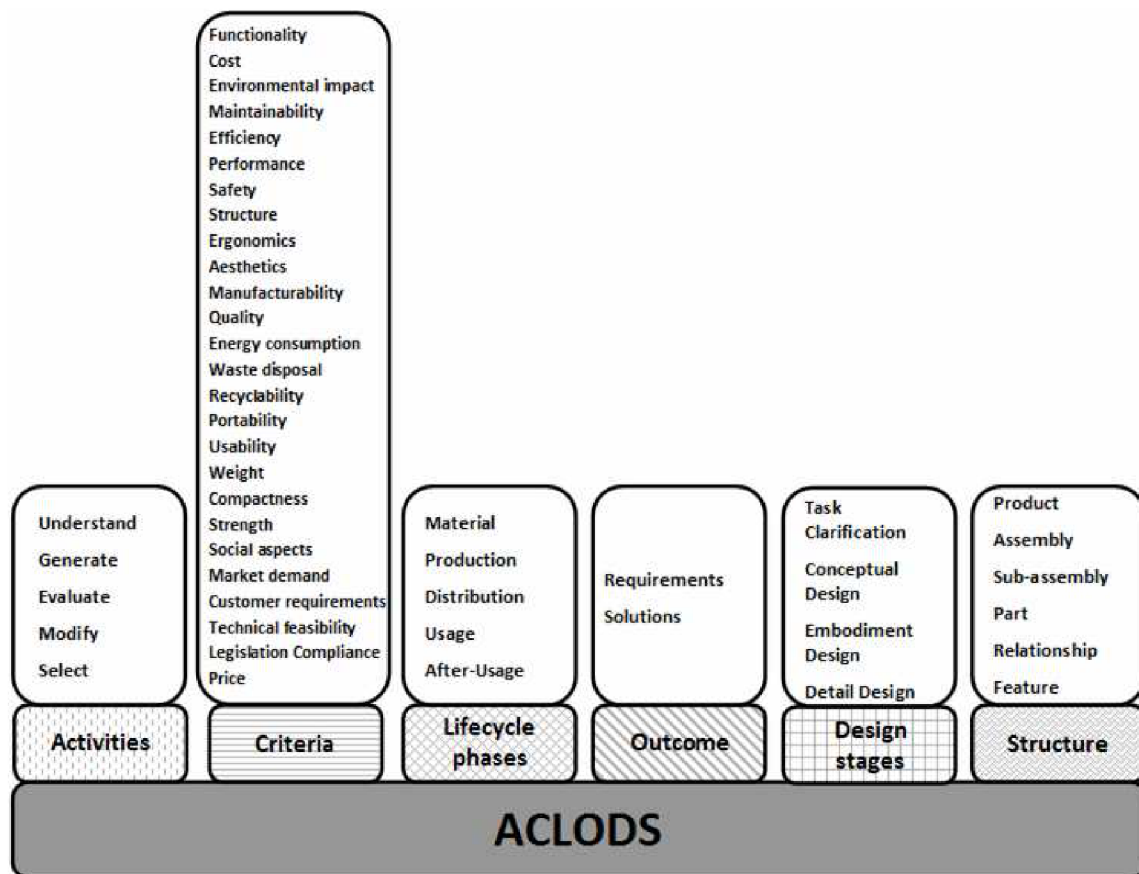 Functionality
Cost
Environmental impact
Maintainability
Efficiency
Performance
Safety
Structure
Ergonomics
Aesthetics
Manufacturability
Quality
Energy consumption
Waste disposal
Recyclability
Portability
Usability
Weight
Compactness
Strength
Social aspects
Market demand
Customer requirements
Technical feasibility
Legislation Compliance
Price
Understand
Generate
Evaluate
Modify
Select
Material
Production
Distribution
Usage
After-Usage
Requirements
Solutions
Task
Clarification
Conceptual
Design
Embodiment
Design
Detail Design
Product
Assembly
Sub-assembly
Part
Relationship
Feature
Activities
Criteria
Lifecycle
phases
Outcome
Design
stages
Structure
ACLODS